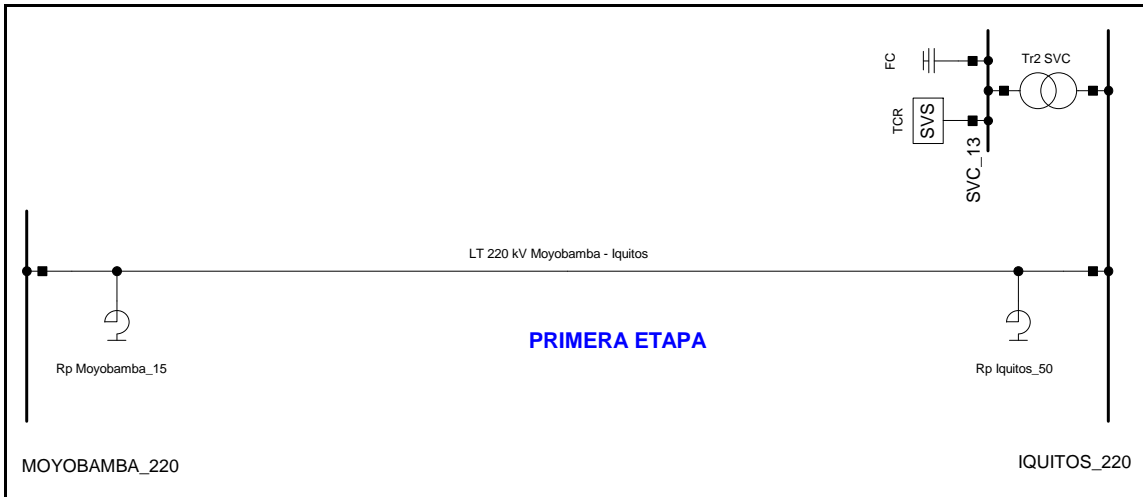 FC
Tr2 SVC
TCR
SVS
SVC_13
LT 220 kV Moyobamba - Iquitos
PRIMERA ETAPA
Rp Moyobamba_15
Rp Iquitos_50
MOYOBAMBA_220
IQUITOS_220